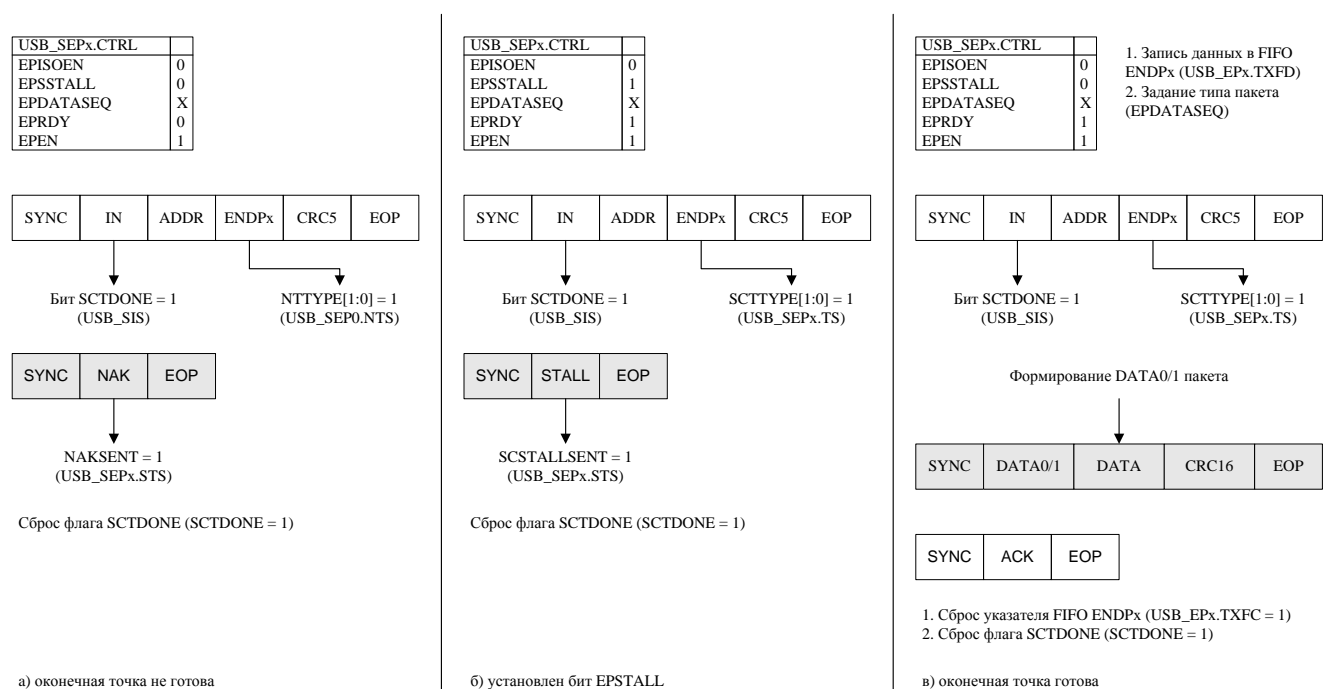 USB_SEPx.CTRL
EPISOEN 0
EPSSTALL 0
EPDATASEQ X
EPRDY 0
EPEN 1
SYNC IN ADDR ENDPx CRC5 EOP
Бит SCTDONE = 1
(USB_SIS)
NTTYPE[1:0] = 1
(USB_SEP0.NTS)
SYNC NAK EOP
NAKSENT = 1
(USB_SEPx.STS)
Сброс флага SCTDONE (SCTDONE = 1)
а) оконечная точка не готова
USB_SEPx.CTRL
EPISOEN 0
EPSSTALL 1
EPDATASEQ X
EPRDY 1
EPEN 1
SYNC IN ADDR ENDPx CRC5 EOP
Бит SCTDONE = 1
(USB_SIS)
SCTTYPE[1:0] = 1
(USB_SEPx.TS)
SYNC STALL EOP
SCSTALLSENT = 1
(USB_SEPx.STS)
Сброс флага SCTDONE (SCTDONE = 1)
б) установлен бит EPSTALL
USB_SEPx.CTRL
EPISOEN 0
EPSSTALL 0
EPDATASEQ X
EPRDY 1
EPEN 1
1. Запись данных в FIFO
ENDPx (USB_EPx.TXFD)
2. Задание типа пакета
(EPDATASEQ)
SYNC IN ADDR ENDPx CRC5 EOP
Бит SCTDONE = 1
(USB_SIS)
SCTTYPE[1:0] = 1
(USB_SEPx.TS)
Формирование DATA0/1 пакета
SYNC DATA0/1 DATA CRC16 EOP
SYNC ACK EOP
1. Сброс указателя FIFO ENDPx (USB_EPx.TXFC = 1)
2. Сброс флага SCTDONE (SCTDONE = 1)
в) оконечная точка готова